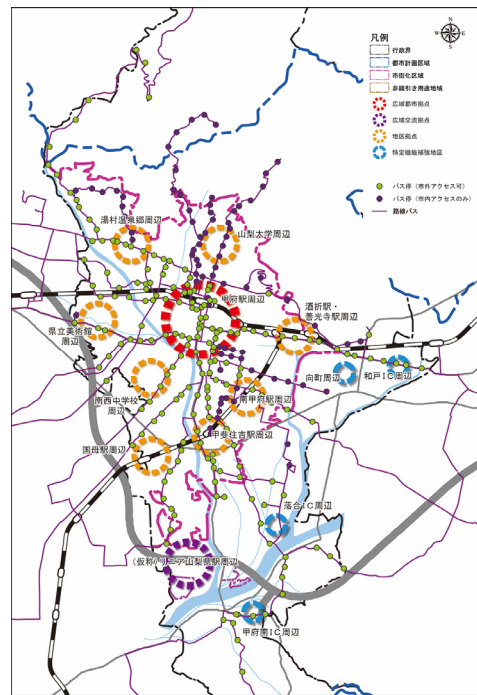 N
W
E
S
凡例
行政界
都市計画区域
市街化区域
非線引き用途地域
広域都市拠点
広域交流拠点
地区拠点
特定機能補強地区
バス停（市外アクセス可）
バス停（市内アクセスのみ）
路線バス
湯村温泉郷周辺
山梨大学周辺
甲府駅周辺
酒折駅・
善光寺駅周辺
県立美術館
周辺
向町周辺
和戸IC周辺
南西中学校
周辺
南甲府駅周辺
甲斐住吉駅周辺
国母駅周辺
落合IC周辺
（仮称）リニア山梨県駅周辺
甲府南IC周辺